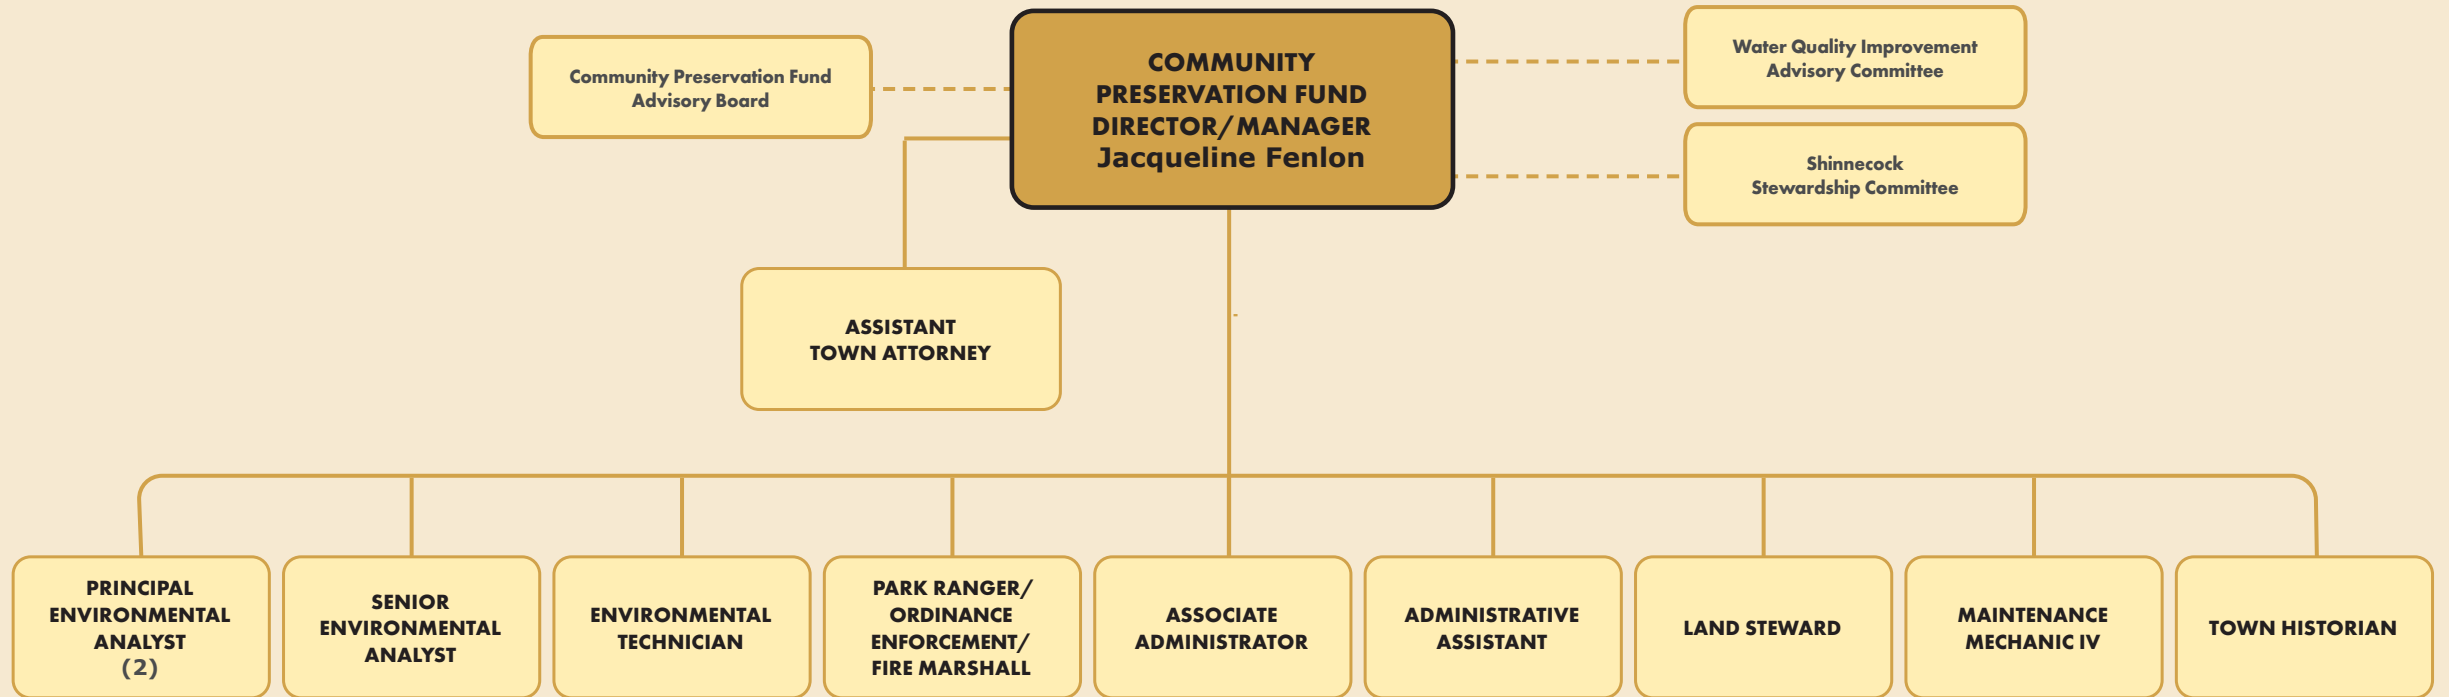 Community Preservation Fund
Advisory Board
COMMUNITY
PRESERVATION FUND
DIRECTOR/MANAGER
Jacqueline Fenlon
Water Quality Improvement
Advisory Committee
Shinnecock
Stewardship Committee
ASSISTANT
TOWN ATTORNEY
PRINCIPAL
ENVIRONMENTAL
ANALYST
(2)
SENIOR
ENVIRONMENTAL
ANALYST
ENVIRONMENTAL
TECHNICIAN
PARK RANGER/
ORDINANCE
ENFORCEMENT/
FIRE MARSHALL
ASSOCIATE
ADMINISTRATOR
ADMINISTRATIVE
ASSISTANT
LAND STEWARD
MAINTENANCE
MECHANIC IV
TOWN HISTORIAN